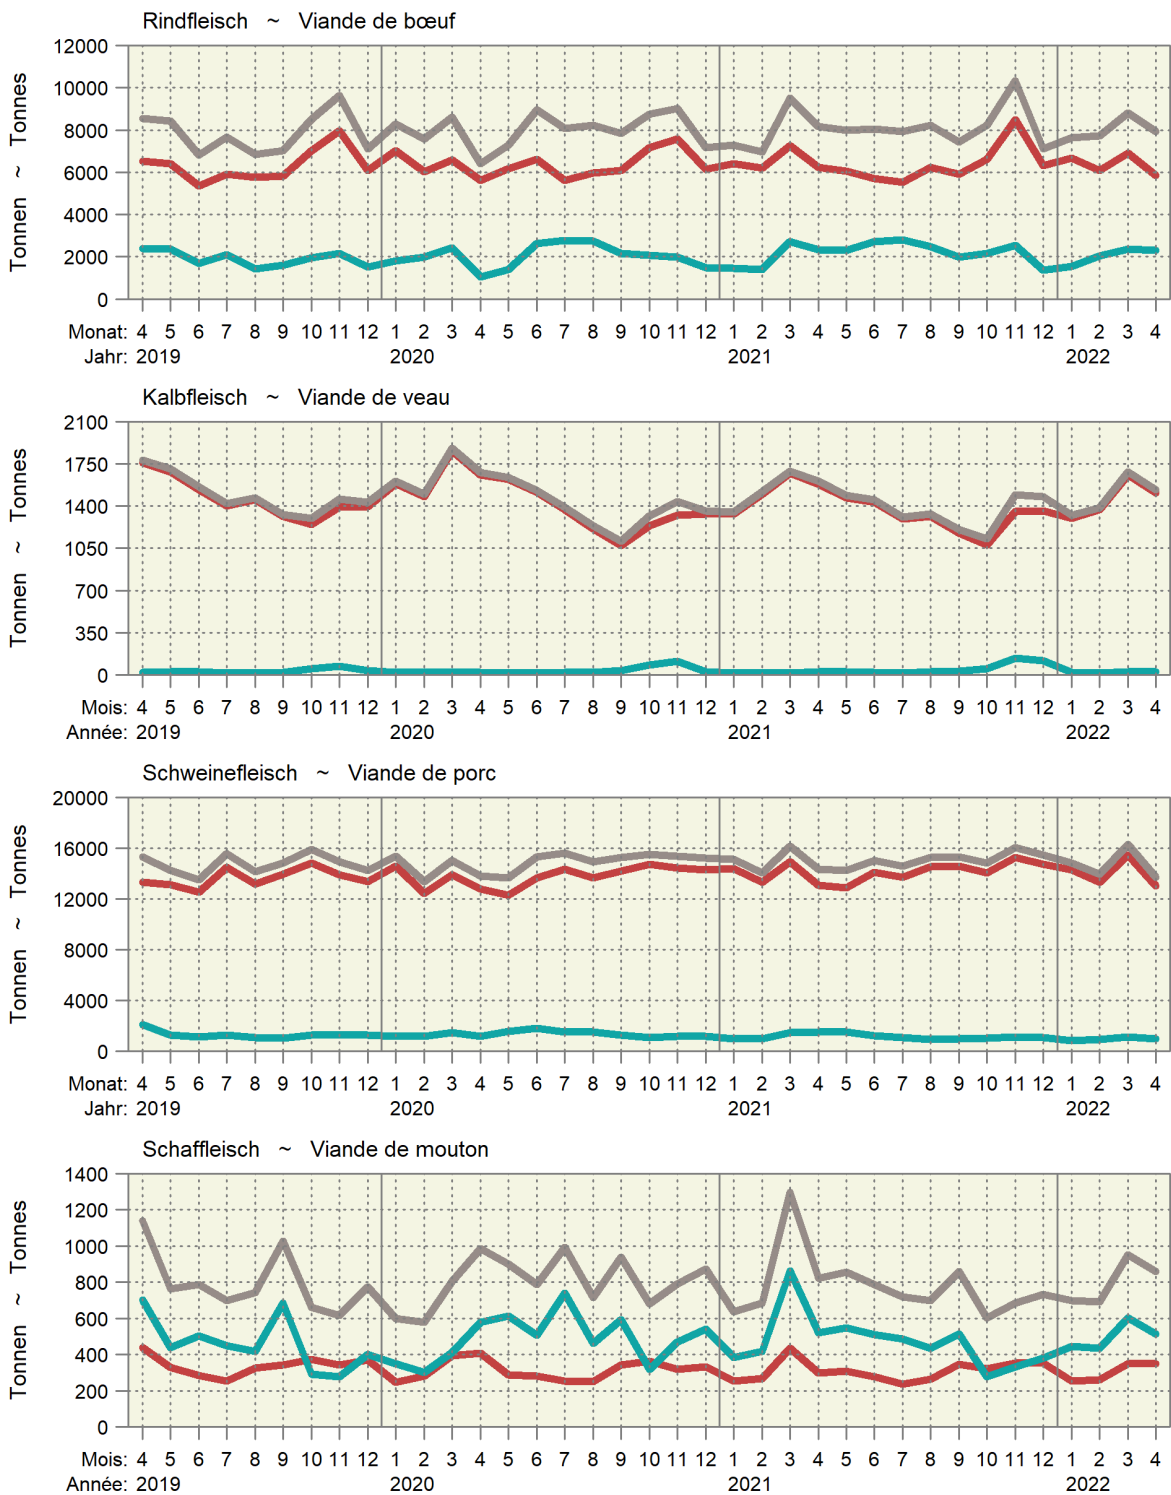 Rindfleisch ~ Viande de bœuf
Tonnen ~ Tonnes
12000
10000
8000
6000
4000
2000
0
Monat: 4 5 6 7 8 9 10 11 12 1 2 3 4 5 6 7 8 9 10 11 12 1 2 3 4 5 6 7 8 9 10 11 12 1 2 3 4
Jahr: 2019 2020 2021 2022
Kalbfleisch ~ Viande de veau
Tonnen ~ Tonnes
2100
1750
1400
1050
700
350
0
Mois: 4 5 6 7 8 9 10 11 12 1 2 3 4 5 6 7 8 9 10 11 12 1 2 3 4 5 6 7 8 9 10 11 12 1 2 3 4
Année: 2019 2020 2021 2022
Schweinefleisch ~ Viande de porc
Tonnen ~ Tonnes
20000
16000
12000
8000
4000
0
Monat: 4 5 6 7 8 9 10 11 12 1 2 3 4 5 6 7 8 9 10 11 12 1 2 3 4 5 6 7 8 9 10 11 12 1 2 3 4
Jahr: 2019 2020 2021 2022
Schaffleisch ~ Viande de mouton
Tonnen ~ Tonnes
1400
1200
1000
800
600
400
200
0
Mois: 4 5 6 7 8 9 10 11 12 1 2 3 4 5 6 7 8 9 10 11 12 1 2 3 4 5 6 7 8 9 10 11 12 1 2 3 4
Année: 2019 2020 2021 2022